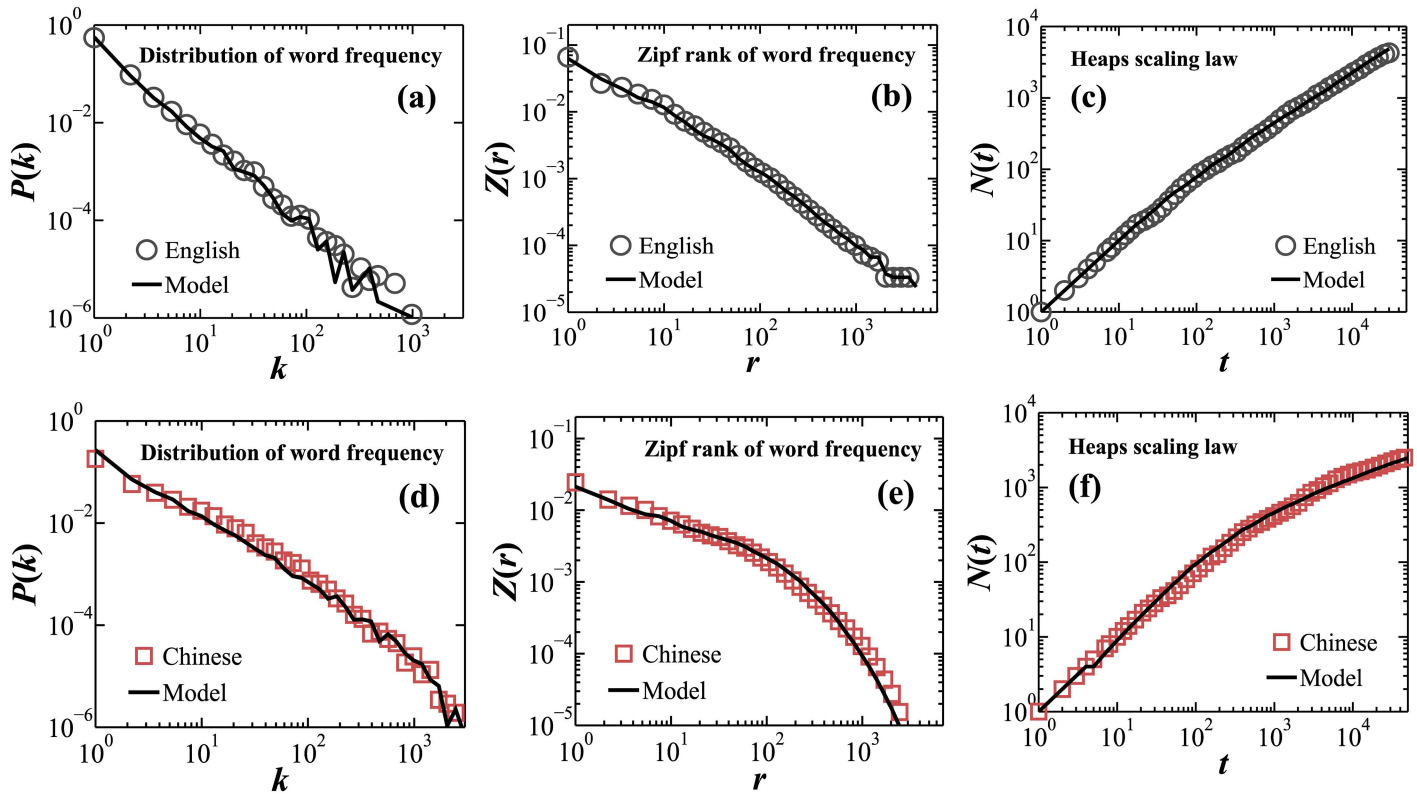 Distribution of word frequency
(a)
P(k)
10^0
10^-2
10^-4
10^-6
English
Model
10^0 10^1 10^2 10^3
k
Zipf rank of word frequency
(b)
Z(r)
10^-1
10^-2
10^-3
10^-4
10^-5
English
Model
10^0 10^1 10^2 10^3
r
Heaps scaling law
(c)
N(t)
10^4
10^3
10^2
10^1
10^0
English
Model
10^0 10^1 10^2 10^3 10^4
t
Distribution of word frequency
(d)
P(k)
10^0
10^-2
10^-4
10^-6
Chinese
Model
10^0 10^1 10^2 10^3
k
Zipf rank of word frequency
(e)
Z(r)
10^-1
10^-2
10^-3
10^-4
10^-5
Chinese
Model
10^0 10^1 10^2 10^3
r
Heaps scaling law
(f)
N(t)
10^4
10^3
10^2
10^1
10^0
Chinese
Model
10^0 10^1 10^2 10^3 10^4
t